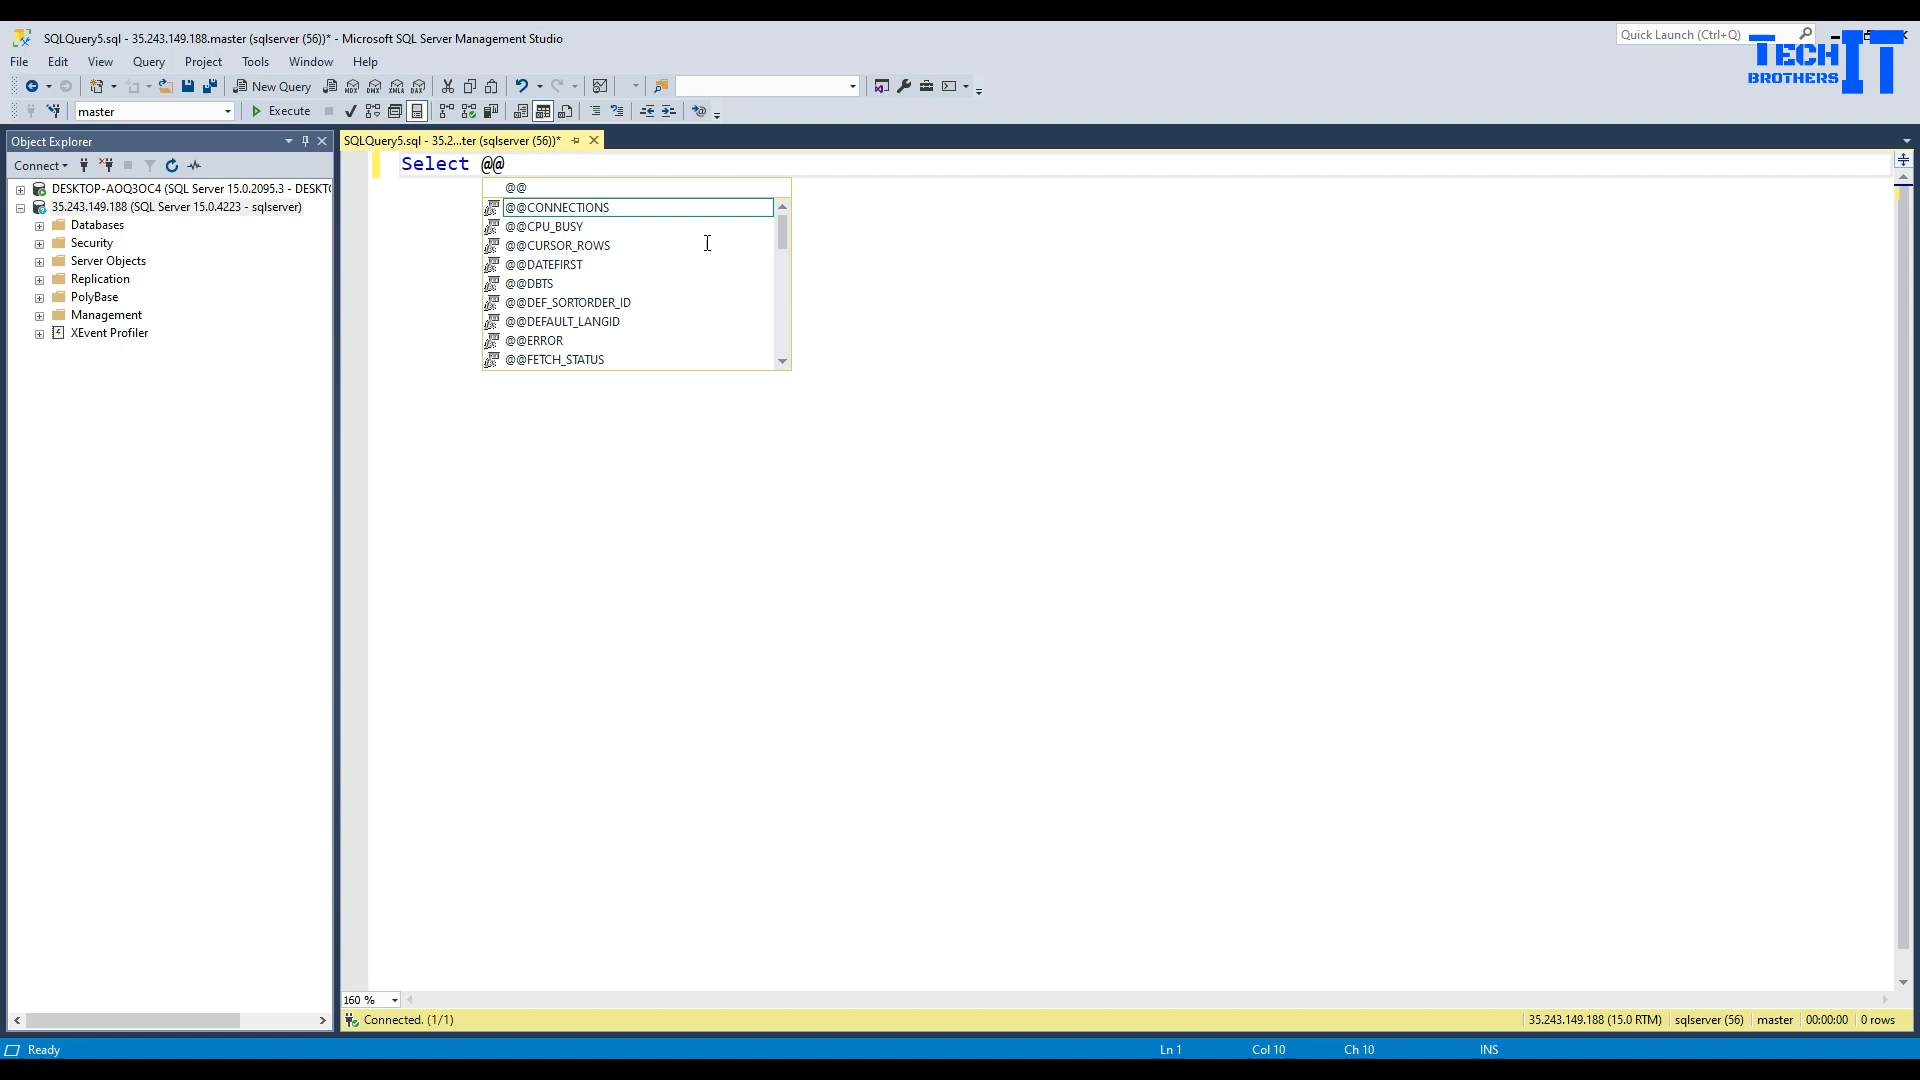 SQLQuery5.sql - 35.243.149.188.master (sqlserver (56))* - Microsoft SQL Server Management Studio
Quick Launch (Ctrl+Q)
TECH IT
BROTHERS
File Edit View Query Project Tools Window Help
New Query
MDX DMX XMLA DAX
master
Execute
Object Explorer
SQLQuery5.sql - 35.2...ter (sqlserver (56))*
Connect
Select @@
@@
DESKTOP-AOQ3OC4 (SQL Server 15.0.2095.3 - DESKT
35.243.149.188 (SQL Server 15.0.4223 - sqlserver)
Databases
Security
Server Objects
Replication
PolyBase
Management
XEvent Profiler
@@CONNECTIONS
@@CPU_BUSY
@@CURSOR_ROWS
@@DATEFIRST
@@DBTS
@@DEF_SORTORDER_ID
@@DEFAULT_LANGID
@@ERROR
@@FETCH_STATUS
160 %
Connected. (1/1)
35.243.149.188 (15.0 RTM) sqlserver (56) master 00:00:00 0 rows
Ready
Ln 1 Col 10 Ch 10 INS